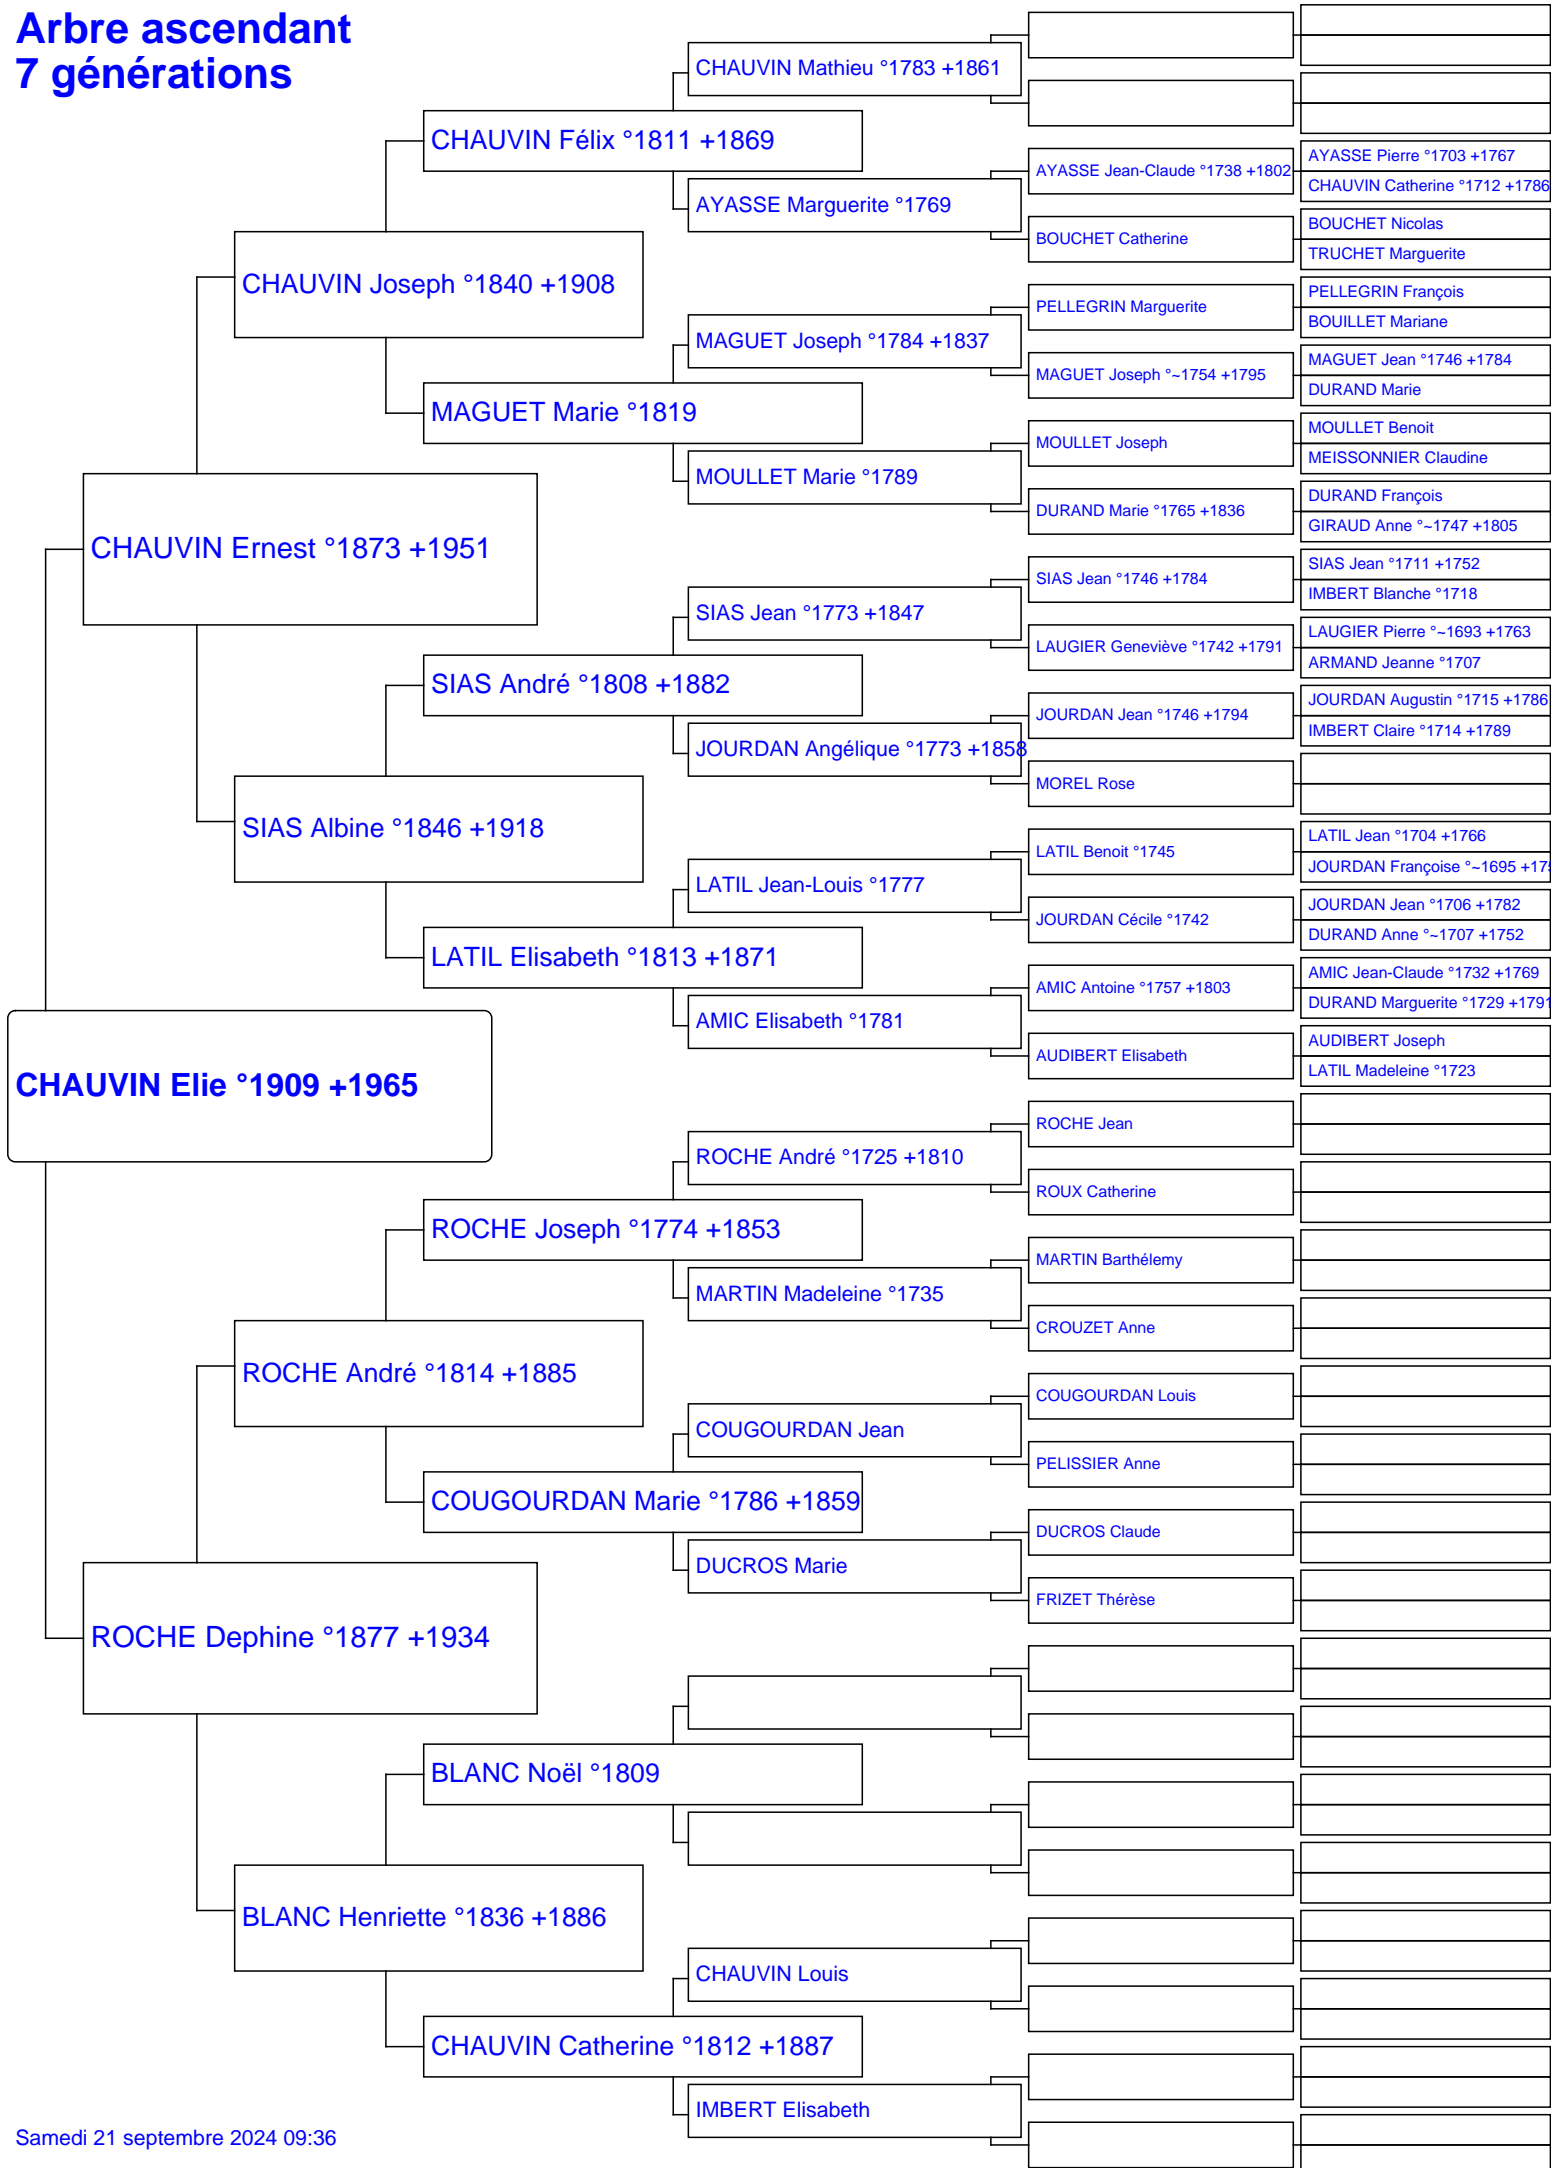 Arbre ascendant
7 générations
CHAUVIN Elie °1909 +1965
CHAUVIN Ernest °1873 +1951
ROCHE Dephine °1877 +1934
CHAUVIN Joseph °1840 +1908
SIAS Albine °1846 +1918
ROCHE André °1814 +1885
BLANC Henriette °1836 +1886
CHAUVIN Félix °1811 +1869
MAGUET Marie °1819
SIAS André °1808 +1882
LATIL Elisabeth °1813 +1871
ROCHE Joseph °1774 +1853
COUGOURDAN Marie °1786 +1859
BLANC Noël °1809
CHAUVIN Catherine °1812 +1887
CHAUVIN Mathieu °1783 +1861
AYASSE Marguerite °1769
MAGUET Joseph °1784 +1837
MOULLET Marie °1789
SIAS Jean °1773 +1847
JOURDAN Angélique °1773 +1858
LATIL Jean-Louis °1777
AMIC Elisabeth °1781
ROCHE André °1725 +1810
MARTIN Madeleine °1735
COUGOURDAN Jean
DUCROS Marie
CHAUVIN Louis
IMBERT Elisabeth
AYASSE Jean-Claude °1738 +1802
BOUCHET Catherine
PELLEGRIN Marguerite
MAGUET Joseph °~1754 +1795
MOULLET Joseph
DURAND Marie °1765 +1836
SIAS Jean °1746 +1784
LAUGIER Geneviève °1742 +1791
JOURDAN Jean °1746 +1794
MOREL Rose
LATIL Benoit °1745
JOURDAN Cécile °1742
AMIC Antoine °1757 +1803
AUDIBERT Elisabeth
ROCHE Jean
ROUX Catherine
MARTIN Barthélemy
CROUZET Anne
COUGOURDAN Louis
PELISSIER Anne
DUCROS Claude
FRIZET Thérèse
AYASSE Pierre °1703 +1767
CHAUVIN Catherine °1712 +1786
BOUCHET Nicolas
TRUCHET Marguerite
PELLEGRIN François
BOUILLET Mariane
MAGUET Jean °1746 +1784
DURAND Marie
MOULLET Benoit
MEISSONNIER Claudine
DURAND François
GIRAUD Anne °~1747 +1805
SIAS Jean °1711 +1752
IMBERT Blanche °1718
LAUGIER Pierre °~1693 +1763
ARMAND Jeanne °1707
JOURDAN Augustin °1715 +1786
IMBERT Claire °1714 +1789
LATIL Jean °1704 +1766
JOURDAN Françoise °~1695
JOURDAN Jean °1706 +1782
DURAND Anne °~1707 +1752
AMIC Jean-Claude °1732 +1769
DURAND Marguerite °1729 +1791
AUDIBERT Joseph
LATIL Madeleine °1723
Samedi 21 septembre 2024 09:36